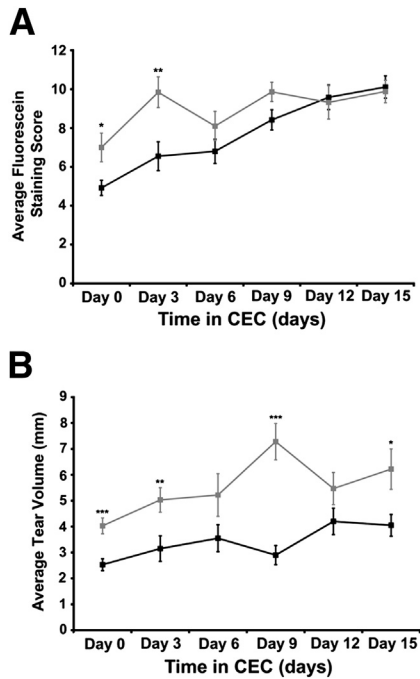 A
Average Fluorescein
Staining Score
12
10
8
6
4
2
0
*
**
Day 0 Day 3 Day 6 Day 9 Day 12 Day 15
Time in CEC (days)
B
Average Tear Volume (mm)
9
8
7
6
5
4
3
2
1
0
***
**
***
*
Day 0 Day 3 Day 6 Day 9 Day 12 Day 15
Time in CEC (days)